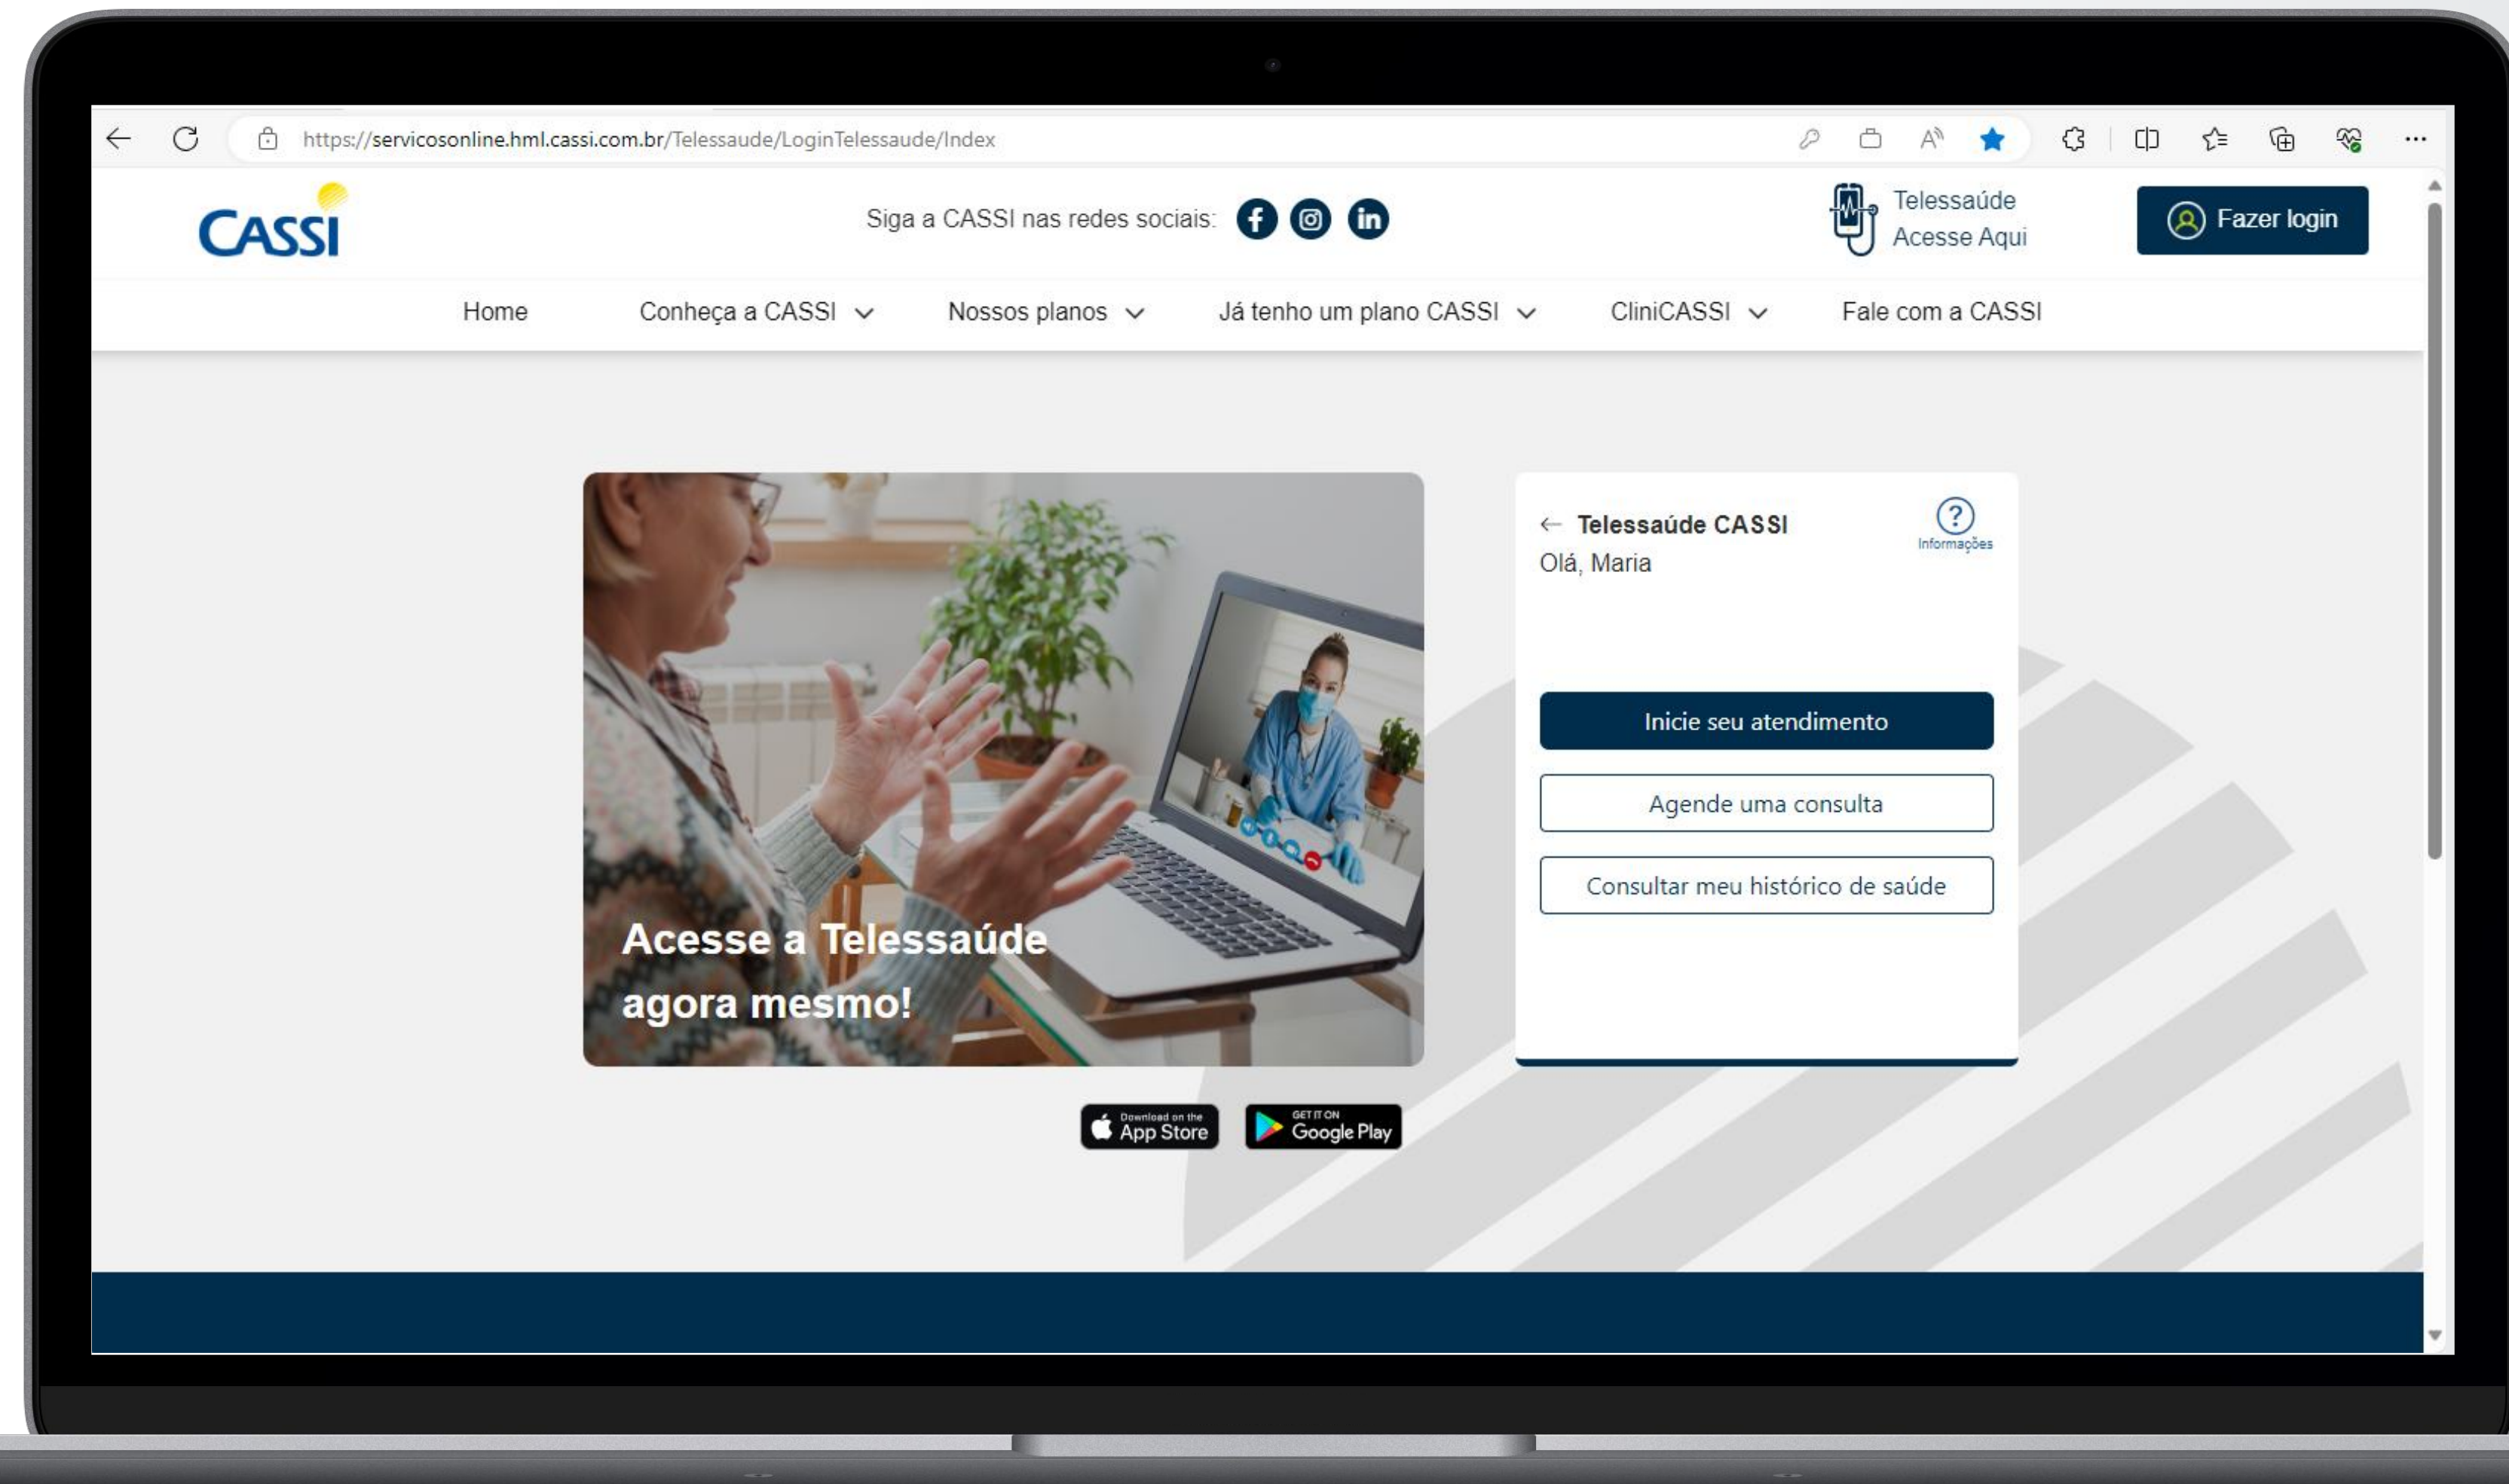 https://servicosonline.hml.cassi.com.br/Telessaude/LoginTelessaude/Index
CASSI
Siga a CASSI nas redes sociais:
Telessaúde
Acesse Aqui
Fazer login
Home
Conheça a CASSI
Nossos planos
Já tenho um plano CASSI
CliniCASSI
Fale com a CASSI
Acesse a Telessaúde
agora mesmo!
Telessaúde CASSI
Informações
Olá, Maria
Inicie seu atendimento
Agende uma consulta
Consultar meu histórico de saúde
Download on the
App Store
GET IT ON
Google Play